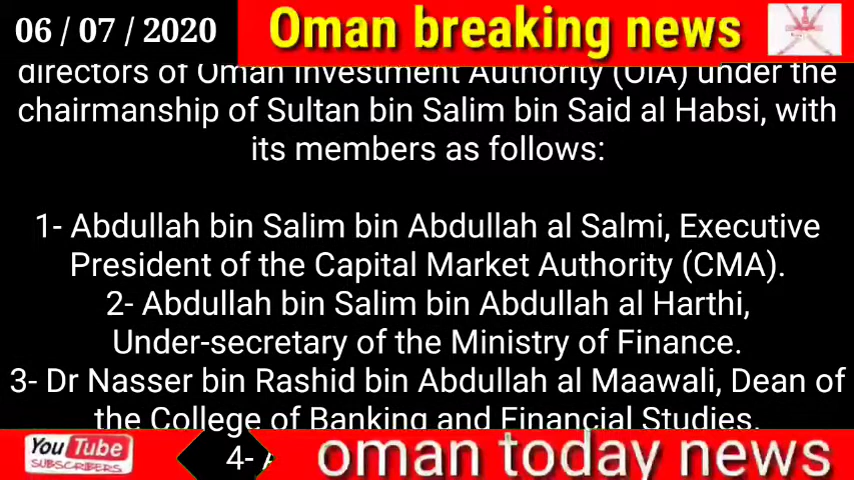 06 / 07 / 2020
Oman breaking news
directors of Oman Investment Authority (OIA) under the
chairmanship of Sultan bin Salim bin Said al Habsi, with
its members as follows:
1- Abdullah bin Salim bin Abdullah al Salmi, Executive
President of the Capital Market Authority (CMA).
2- Abdullah bin Salim bin Abdullah al Harthi,
Under-secretary of the Ministry of Finance.
3- Dr Nasser bin Rashid bin Abdullah al Maawali, Dean of
the College of Banking and Financial Studies.
4-
You Tube
SUBSCRIBERS
oman today news